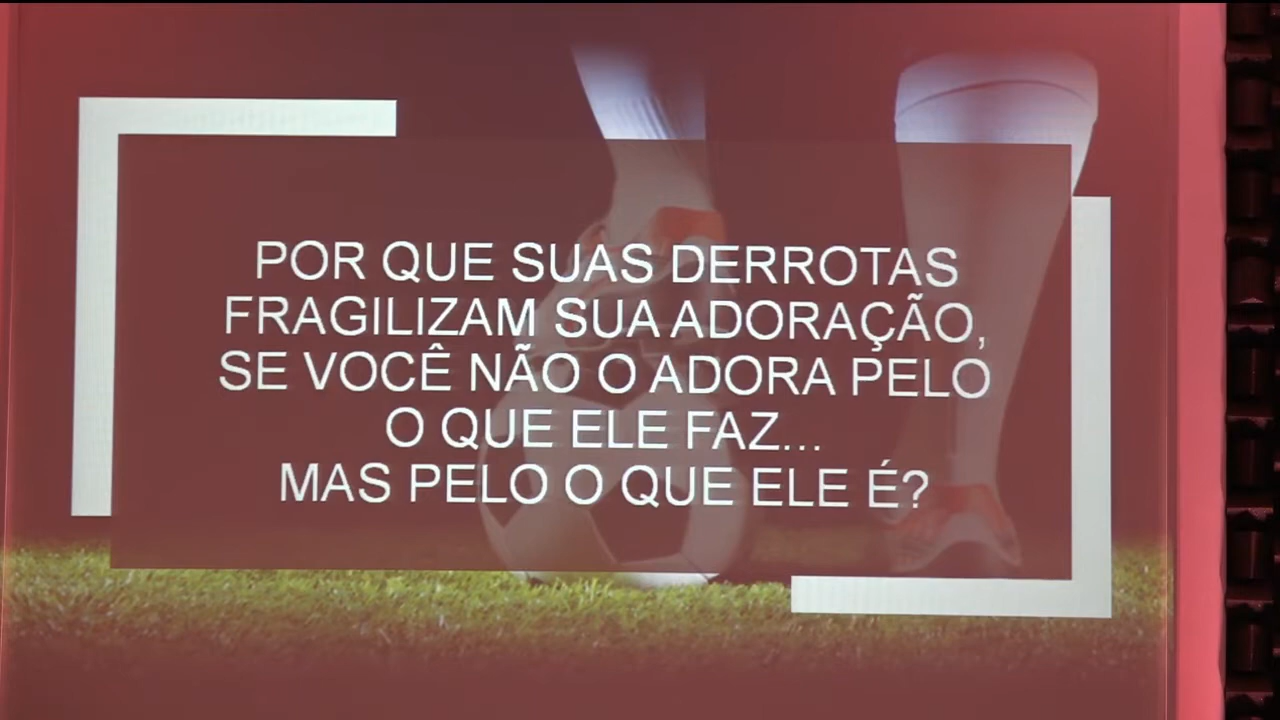 POR QUE SUAS DERROTAS
FRAGILIZAM SUA ADORAÇÃO,
SE VOCÊ NÃO O ADORA PELO
O QUE ELE FAZ...
MAS PELO O QUE ELE É?